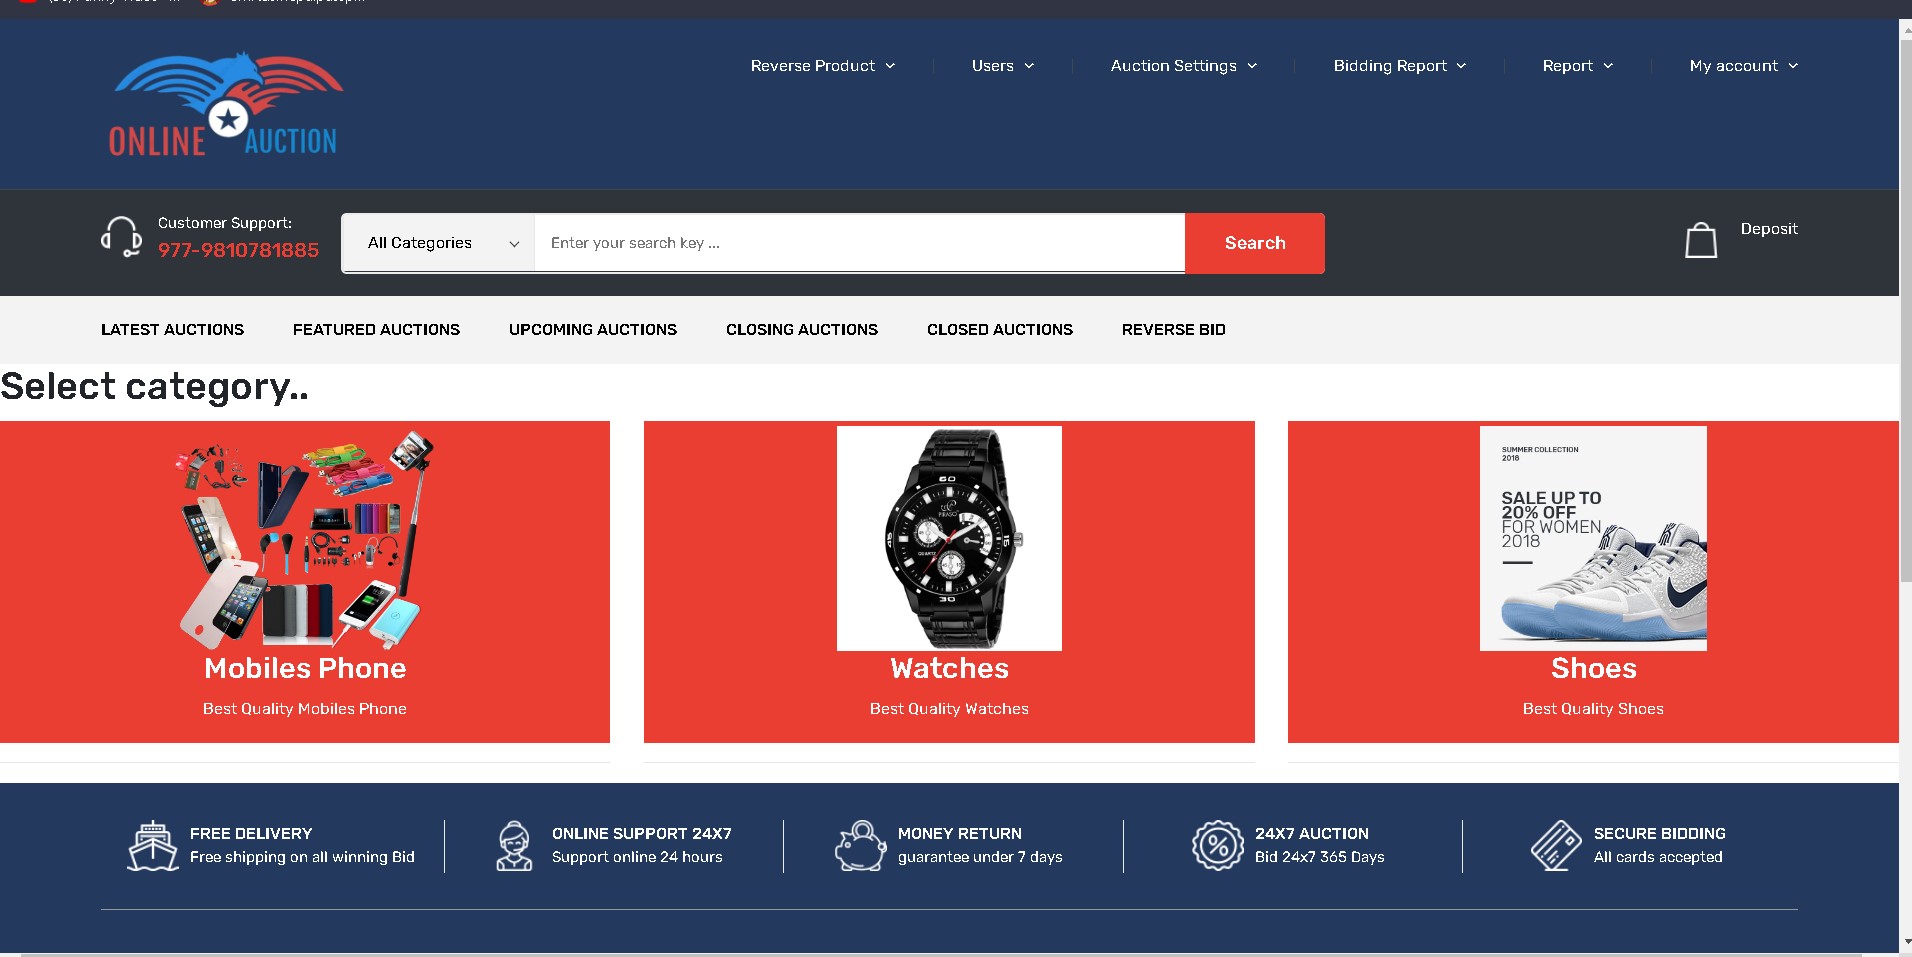 Reverse Product
Users
Auction Settings
Bidding Report
Report
My account
ONLINE AUCTION
Customer Support:
977-9810781885
All Categories
Enter your search key ...
Search
Deposit
LATEST AUCTIONS
FEATURED AUCTIONS
UPCOMING AUCTIONS
CLOSING AUCTIONS
CLOSED AUCTIONS
REVERSE BID
Select category..
60
15
30
45
QUARTZ
SUMMER COLLECTION
2018
SALE UP TO
20% OFF
FOR WOMEN
2018
Mobiles Phone
Best Quality Mobiles Phone
Watches
Best Quality Watches
Shoes
Best Quality Shoes
FREE DELIVERY
Free shipping on all winning Bid
ONLINE SUPPORT 24X7
Support online 24 hours
MONEY RETURN
guarantee under 7 days
24X7 AUCTION
Bid 24x7 365 Days
SECURE BIDDING
All cards accepted